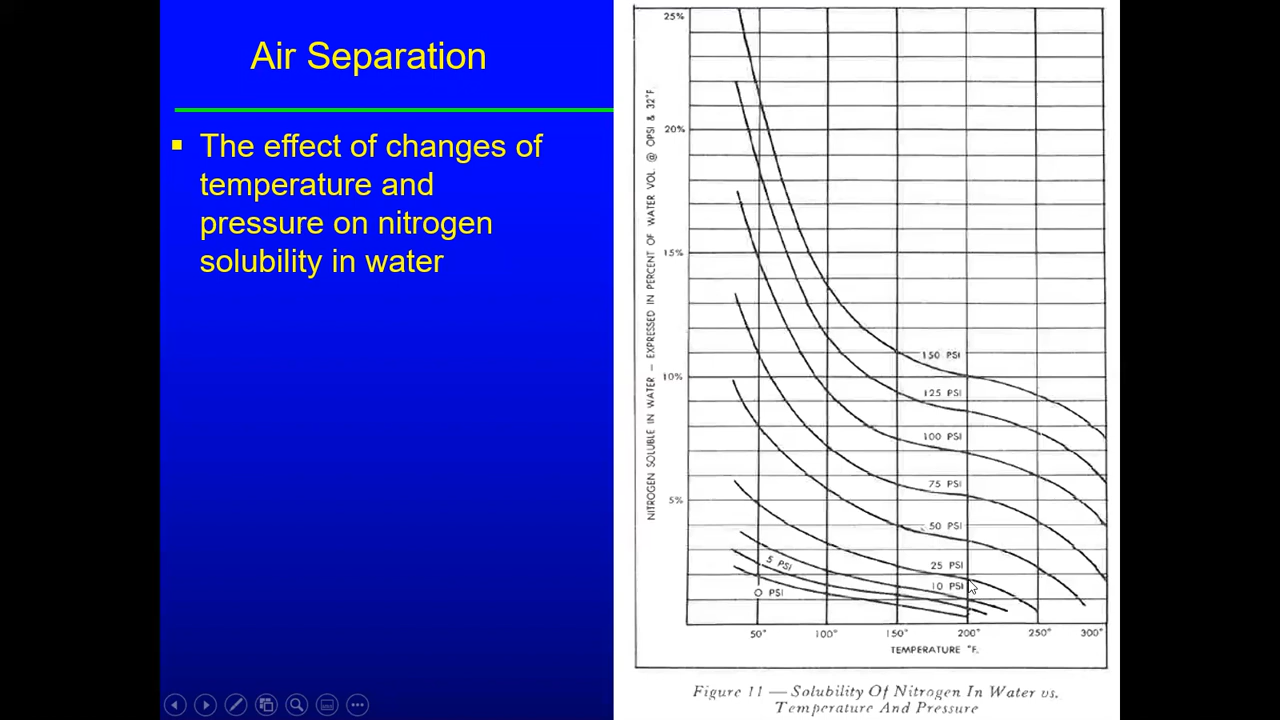 Air Separation
The effect of changes of
temperature and
pressure on nitrogen
solubility in water
NITROGEN SOLUBLE IN WATER — EXPRESSED IN PERCENT OF WATER VOL. @ OPSI & 32°F.
25%
20%
15%
10%
5%
150 PSI
125 PSI
100 PSI
75 PSI
50 PSI
25 PSI
10 PSI
5 PSI
0 PSI
50° 100° 150° 200° 250° 300°
TEMPERATURE °F.
Figure 11 — Solubility Of Nitrogen In Water vs.
Temperature And Pressure